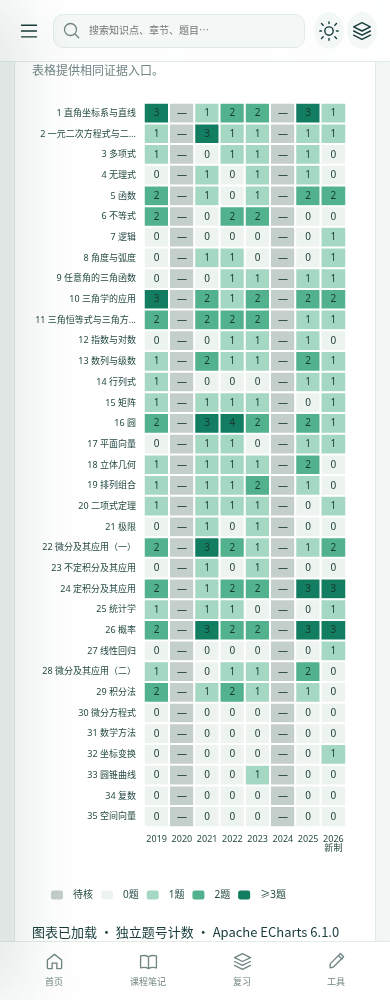 搜索知识点、章节、题目…
表格提供相同证据入口。
1 直角坐标系与直线 3 — 1 2 2 — 3 1
2 一元二次方程式与二… 1 — 3 1 1 — 1 1
3 多项式 1 — 0 1 1 — 1 0
4 无理式 0 — 1 0 1 — 1 0
5 函数 2 — 1 0 1 — 2 2
6 不等式 2 — 0 2 2 — 1 0
7 逻辑 0 — 0 0 0 — 0 1
8 角度与弧度 0 — 1 1 0 — 0 1
9 任意角的三角函数 0 — 0 1 1 — 1 1
10 三角学的应用 3 — 2 1 2 — 2 2
11 三角恒等式与三角方… 2 — 2 2 2 — 1 1
12 指数与对数 0 — 0 1 1 — 1 0
13 数列与级数 1 — 2 1 1 — 2 1
14 行列式 1 — 0 0 0 — 1 1
15 矩阵 1 — 1 1 1 — 0 1
16 圆 2 — 3 4 2 — 2 1
17 平面向量 0 — 1 1 0 — 1 1
18 立体几何 1 — 1 1 1 — 2 0
19 排列组合 1 — 1 1 2 — 1 1
20 二项式定理 1 — 1 1 1 — 0 1
21 极限 0 — 1 0 1 — 0 0
22 微分及其应用（一） 2 — 3 2 1 — 1 2
23 不定积分及其应用 0 — 1 0 1 — 0 0
24 定积分及其应用 2 — 1 2 2 — 3 3
25 统计学 1 — 1 1 0 — 0 1
26 概率 2 — 3 2 2 — 3 3
27 线性回归 0 — 0 0 0 — 0 1
28 微分及其应用（二） 1 — 0 1 1 — 2 0
29 积分法 2 — 1 2 1 — 1 0
30 微分方程式 0 — 0 0 0 — 0 0
31 数学方法 0 — 0 0 0 — 0 0
32 坐标变换 0 — 0 0 0 — 0 1
33 圆锥曲线 0 — 0 0 1 — 0 0
34 复数 0 — 0 0 0 — 0 0
35 空间向量 0 — 0 0 0 — 0 0
2019 2020 2021 2022 2023 2024 2025 2026
新制
待核 0题 1题 2题 ≥3题
图表已加载 • 独立题号计数 • Apache ECharts 6.1.0
首页 课程笔记 复习 工具